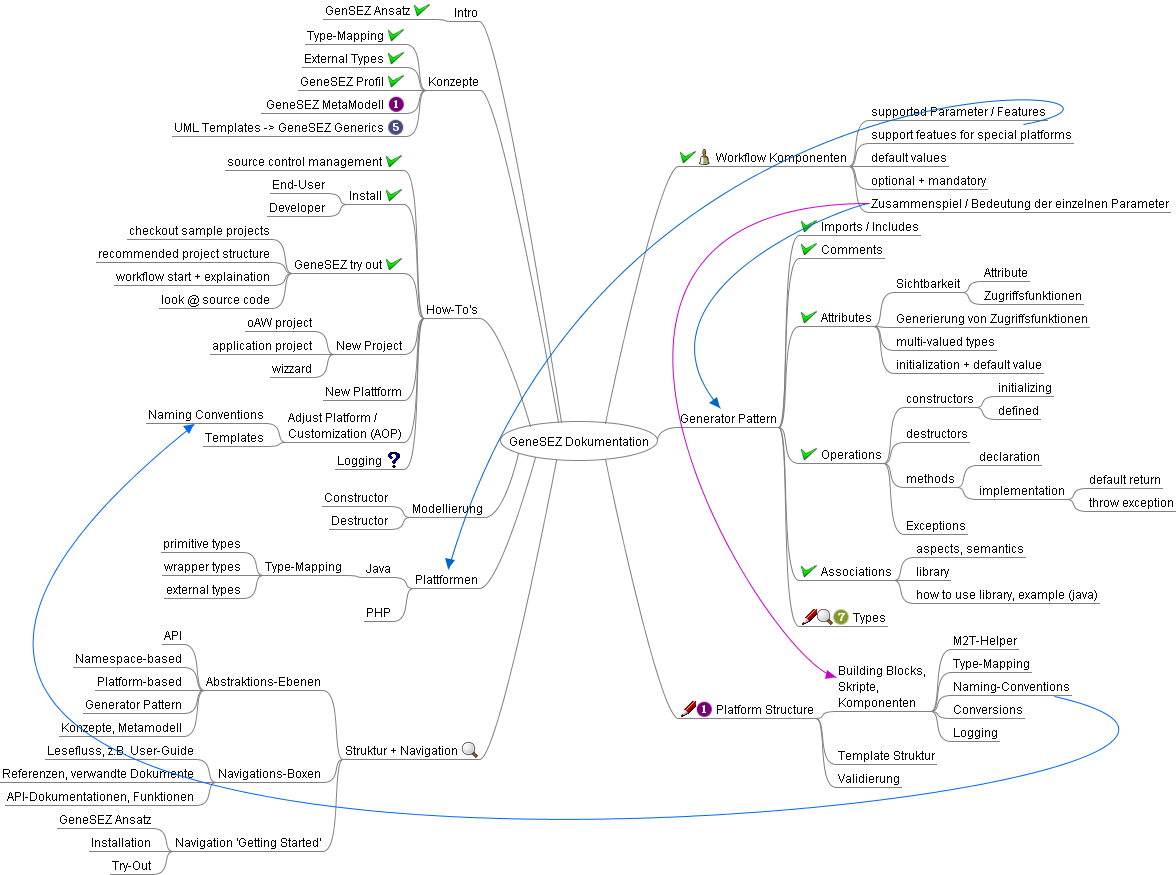 GenSEZ Ansatz
Intro
Type-Mapping
External Types
GeneSEZ Profil
GeneSEZ MetaModell
1
UML Templates -> GeneSEZ Generics
5
Konzepte
source control management
End-User
Developer
Install
checkout sample projects
recommended project structure
workflow start + explaination
look @ source code
GeneSEZ try out
How-To's
oAW project
application project
wizzard
New Project
New Plattform
Naming Conventions
Templates
Adjust Platform /
Customization (AOP)
Logging
?
Constructor
Destructor
Modellierung
primitive types
wrapper types
external types
Type-Mapping
Java
PHP
Plattformen
API
Namespace-based
Platform-based
Generator Pattern
Konzepte, Metamodell
Abstraktions-Ebenen
Lesefluss, z.B. User-Guide
Referenzen, verwandte Dokumente
API-Dokumentationen, Funktionen
Navigations-Boxen
Struktur + Navigation
GeneSEZ Ansatz
Installation
Try-Out
Navigation 'Getting Started'
GeneSEZ Dokumentation
Workflow Komponenten
supported Parameter / Features
support featues for special platforms
default values
optional + mandatory
Zusammenspiel / Bedeutung der einzelnen Parameter
Generator Pattern
Imports / Includes
Comments
Attributes
Sichtbarkeit
Attribute
Zugriffsfunktionen
Generierung von Zugriffsfunktionen
multi-valued types
initialization + default value
Operations
constructors
initializing
defined
destructors
methods
declaration
implementation
default return
throw exception
Exceptions
Associations
aspects, semantics
library
how to use library, example (java)
7
Types
1
Platform Structure
Building Blocks,
Skripte,
Komponenten
M2T-Helper
Type-Mapping
Naming-Conventions
Conversions
Logging
Template Struktur
Validierung